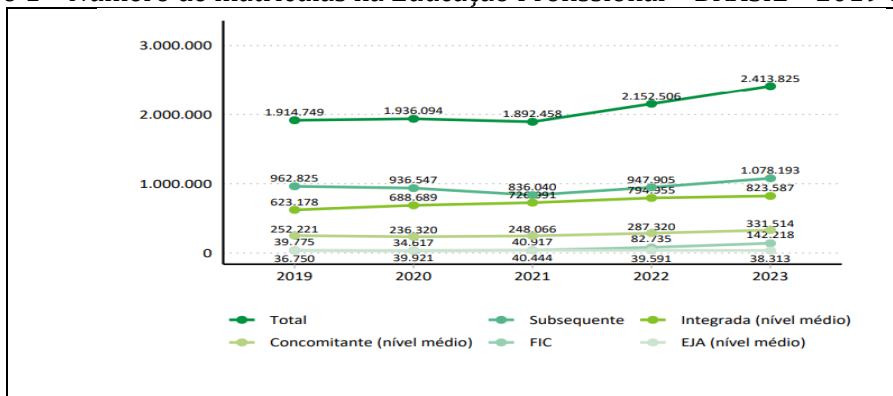 1 – Número de matrículas na Educação Profissional – BRASIL – 2019
3.000.000
2.413.825
2.152.506
1.914.749 1.936.094 1.892.458
2.000.000
1.078.193
962.825 936.547 836.040 947.905
1.000.000
623.178 688.689 726.991 794.955 823.587
252.221 236.320 248.066 287.320 331.514
39.775 34.617 40.917 82.735 142.218
0
36.750 39.921 40.444 39.591 38.313
2019 2020 2021 2022 2023
Total Subsequente Integrada (nível médio)
Concomitante (nível médio) FIC EJA (nível médio)